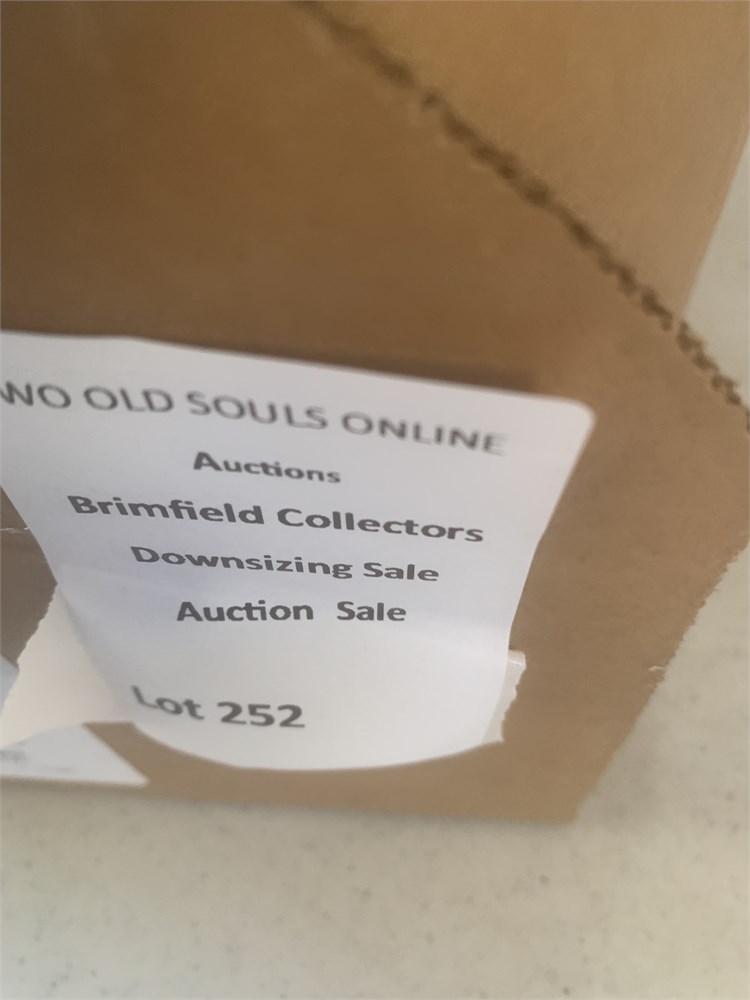 WO OLD SOULS ONLINE
Auctions
Brimfield Collectors
Downsizing Sale
Auction Sale
Lot 252